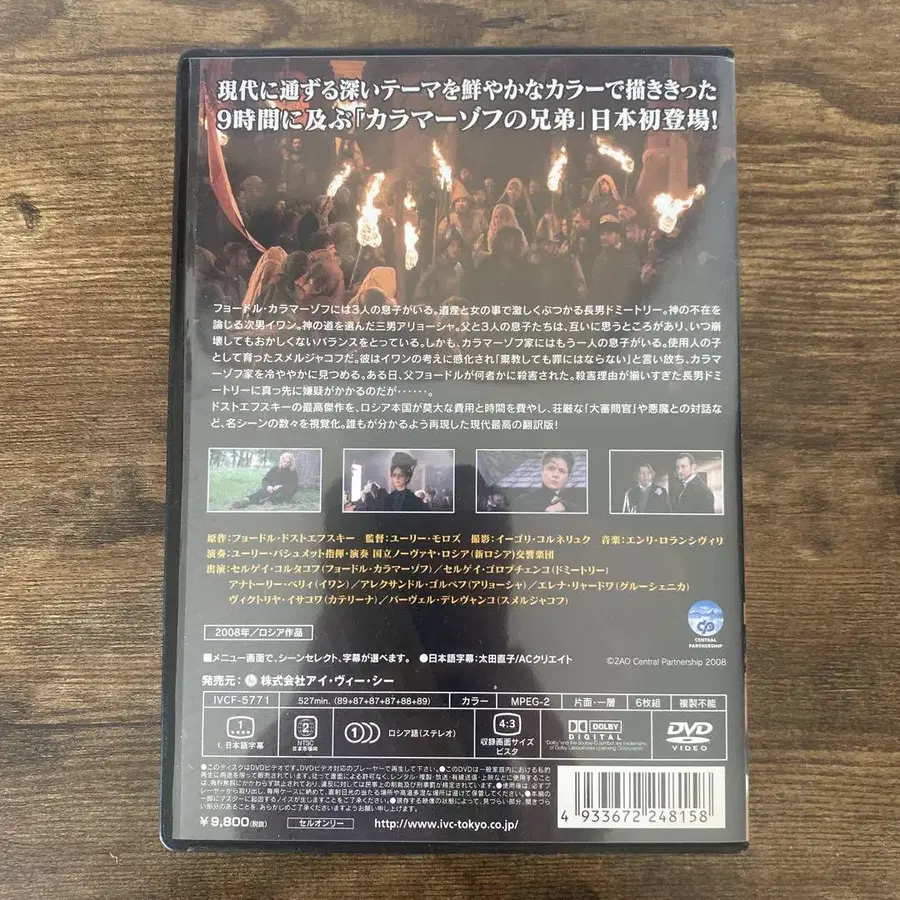 現代に通ずる深いテーマを鮮やかなカラーで描ききった
9時間に及ぶ「カラマーゾフの兄弟」日本初登場!
フョードル・カラマーゾフには3人の息子がいる。道産と女の事で激しくぶつかる長男ドミートリー。神の不在を
論じる次男イワン。神の道を選んだ三男アリョーシャ。父と3人の息子たちは、互いに思うところがあり、いつ崩
壊してもおかしくないバランスをとっている。しかも、カラマーゾフ家にはもう一人の息子がいる。使用人の子と
して育ったスメルジャコフだ。彼はイワンの考えに感化され「棄教しても罪にはならない」と言い放ち、カラマー
ゾフ家を冷ややかに見つめる。ある日、父フョードルが何者かに殺害された。殺害理由が揃いすぎた長男ドミ
ートリーに真っ先に嫌疑がかかるのだが・・・・・・。
ドストエフスキーの最高傑作を、ロシア本国が莫大な費用と時間を費やし、荘厳な「大審問官」や悪魔との対話な
ど、名シーンの数々を視覚化。誰もが分かるよう再現した現代最高の翻訳版!
原作:フョードル・ドストエフスキー 監督:ユーリー・モロズ 撮影:イーゴリ・コルネリュク 音楽:エンリ・ロランシヴィリ
演奏:ユーリー・バシュメット指揮・演奏 国立ノーヴァヤ・ロシア(新ロシア)交響楽団
出演:セルゲイ・コルタコフ(フョードル・カラマーゾフ)/セルゲイ・ゴロブチェンコ(ドミートリー)
アナトーリー・ベリィ(イワン)/アレクサンドル・ゴルベフ(アリョーシャ)/エレナ・リャードワ(グルーシェニカ)
ヴィクトリヤ・イサコワ(カテリーナ)/パーヴェル・デレヴャンコ(スメルジャコフ)
CP
CENTRAL
PARTNERSHIP
2008年/ロシア作品
■メニュー画面で、シーンセレクト、字幕が選べます。 ●日本語字幕:太田直子/ACクリエイト
©ZAO Central Partnership 2008
発売元: 株式会社アイ・ヴィー・シー
IVCF-5771 527min. (89+87+87+87+88+89) カラー MPEG-2 片面・一層 6枚組 複製不能
1
1. 日本語字幕
2
NTSC
日本市場向
1)))
ロシア語(ステレオ)
4:3
収録画面サイズ
ビスタ
DOLBY
DIGITAL
"Dolby" and the double-D symbol are trademarks
of Dolby Laboratories Licensing Corporation.
DVD
VIDEO
¥9,800(税抜) セルオンリー http://www.ivc-tokyo.co.jp/
4 933672 248158